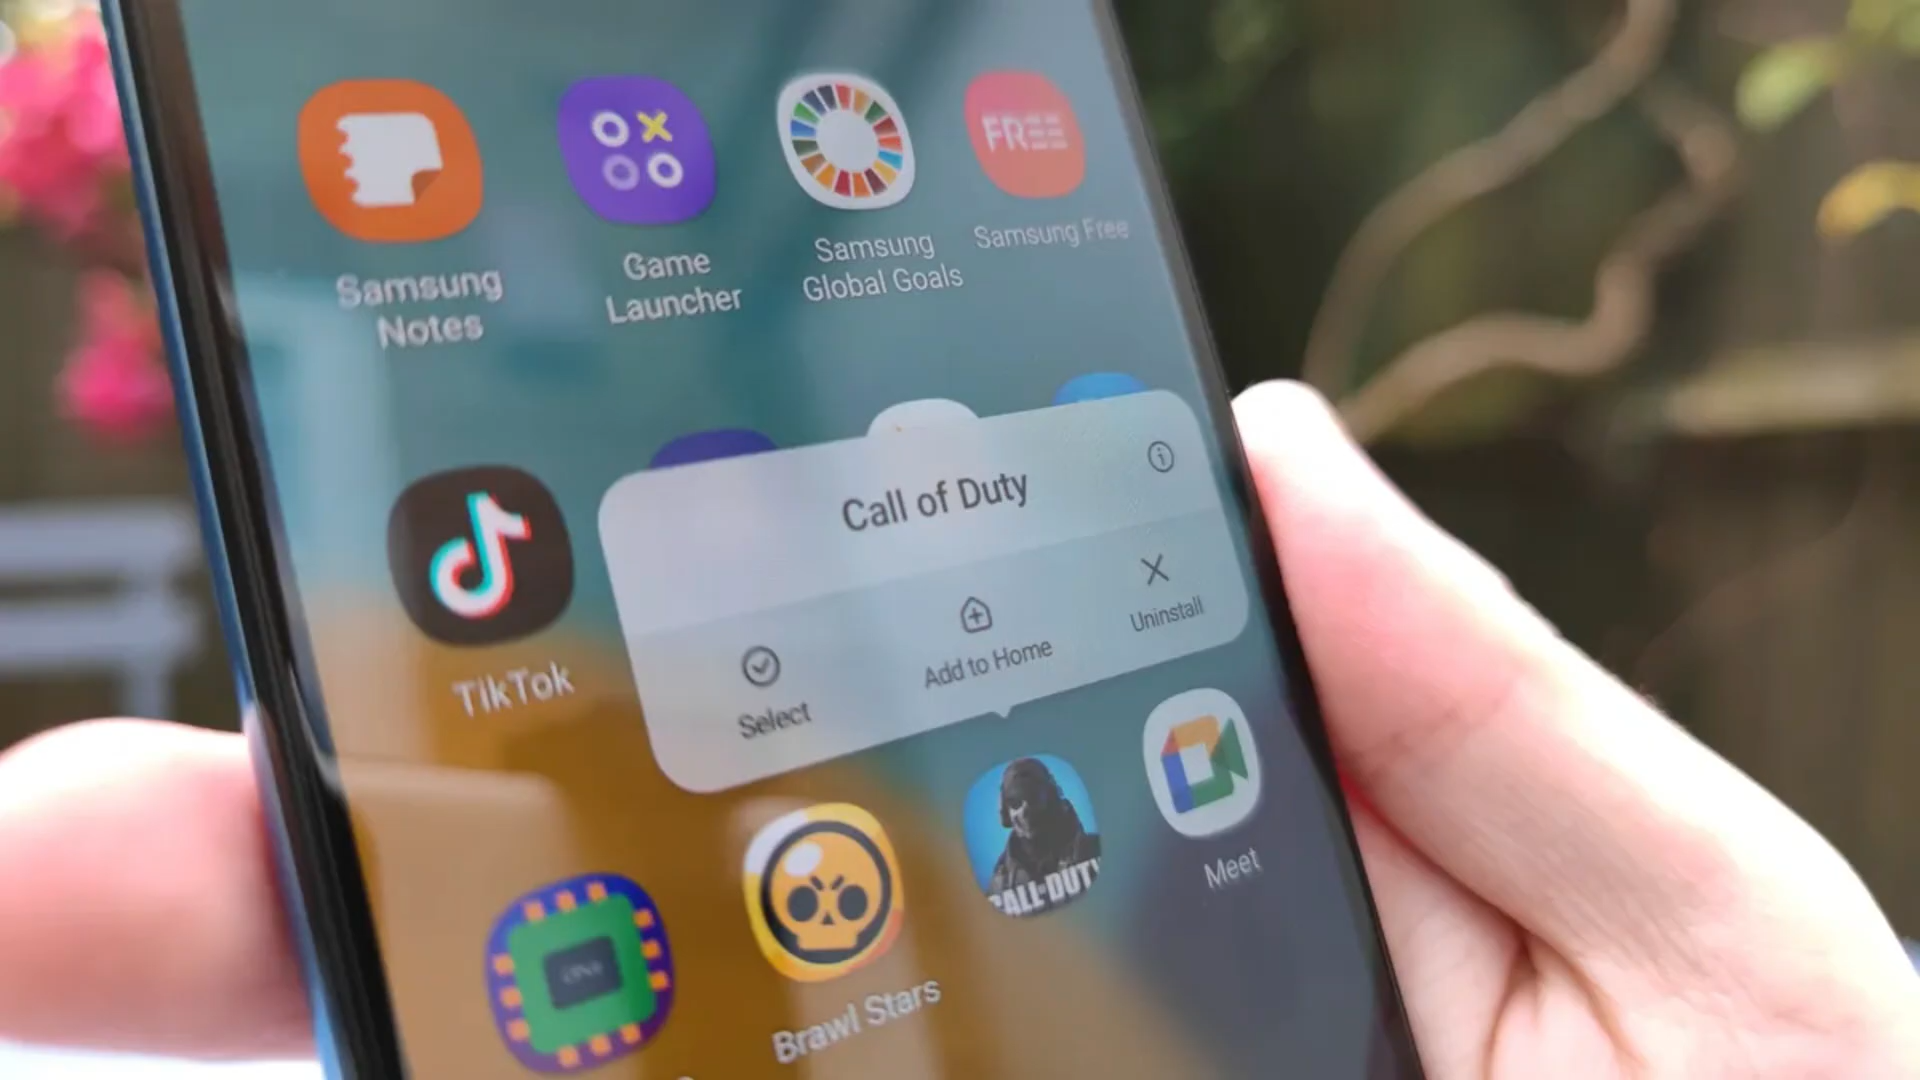 FREE
Samsung
Notes
Game
Launcher
Samsung
Global Goals
Samsung Free
Call of Duty
Select
Add to Home
Uninstall
TikTok
CALL OF DUTY
Meet
Brawl Stars